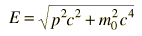 E = √(p²c² + m₀²c⁴)